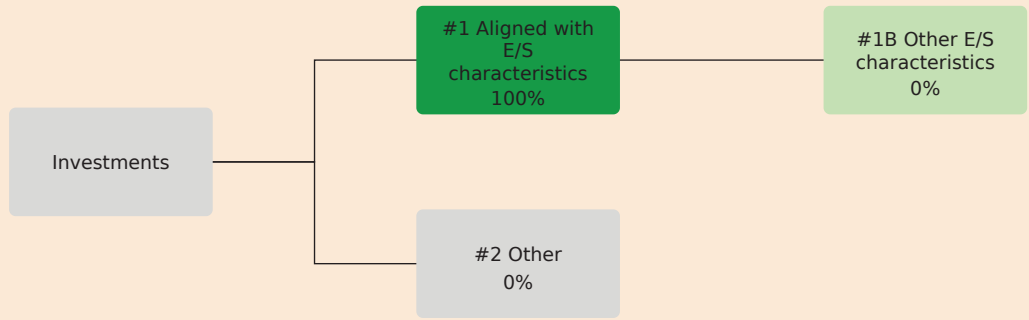 #1 Aligned with
E/S
characteristics
100%
#1B Other E/S
characteristics
0%
Investments
#2 Other
0%